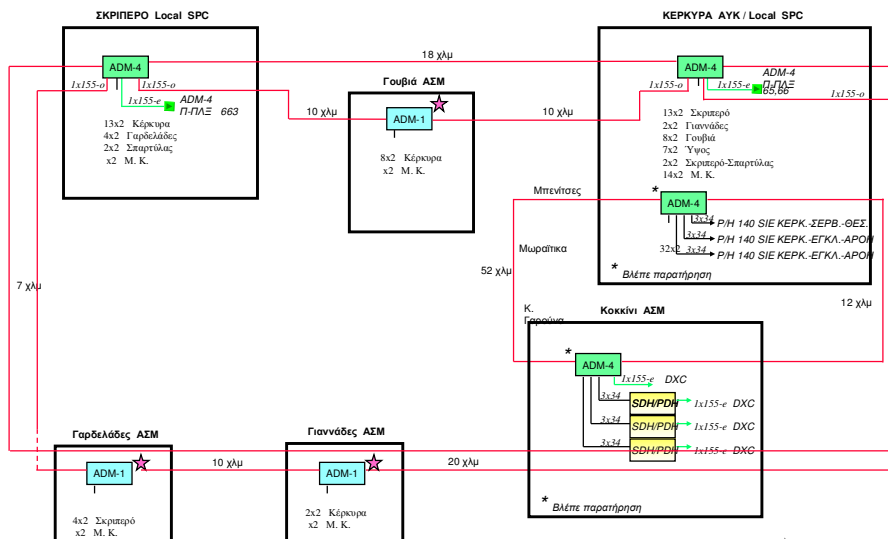 ΣΚΡΙΠΕΡΟ Local SPC
ΚΕΡΚΥΡΑ ΑΥΚ / Local SPC
18 χλμ
ADM-4
1x155-ο
1x155-ο
1x155-e
ADM-4
Π-ΠΛΞ 663
13x2 Κέρκυρα
4x2 Γαρδελάδες
2x2 Σπαρτύλας
x2 Μ. Κ.
Γουβιά ΑΣΜ
10 χλμ
10 χλμ
ADM-1
8x2 Κέρκυρα
x2 Μ. Κ.
ADM-4
1x155-ο
1x155-e
ADM-4
Π-ΠΛΞ
65,66
1x155-ο
13x2 Σκριπερό
2x2 Γιαννάδες
8x2 Γουβιά
7x2 Ύψος
2x2 Σκριπερό-Σπαρτύλας
14x2 Μ. Κ.
Μπενίτσες
*
ADM-4
3x34
Ρ/Η 140 SIE ΚΕΡΚ.-ΣΕΡΒ.-ΘΕΣ.
3x34
Ρ/Η 140 SIE ΚΕΡΚ.-ΕΓΚΛ.-ΑΡΟΗ
32x2
3x34
Ρ/Η 140 SIE ΚΕΡΚ.-ΕΓΚΛ.-ΑΡΟΗ
* Βλέπε παρατήρηση
Μωραϊτικα
52 χλμ
7 χλμ
12 χλμ
Κ.
Γαρούνα
Κοκκίνι ΑΣΜ
*
ADM-4
1x155-e DXC
3x34
SDH/PDH
1x155-e DXC
3x34
SDH/PDH
1x155-e DXC
3x34
SDH/PDH
1x155-e DXC
* Βλέπε παρατήρηση
Γαρδελάδες ΑΣΜ
Γιαννάδες ΑΣΜ
ADM-1
10 χλμ
ADM-1
20 χλμ
4x2 Σκριπερό
x2 Μ. Κ.
2x2 Κέρκυρα
x2 Μ. Κ.